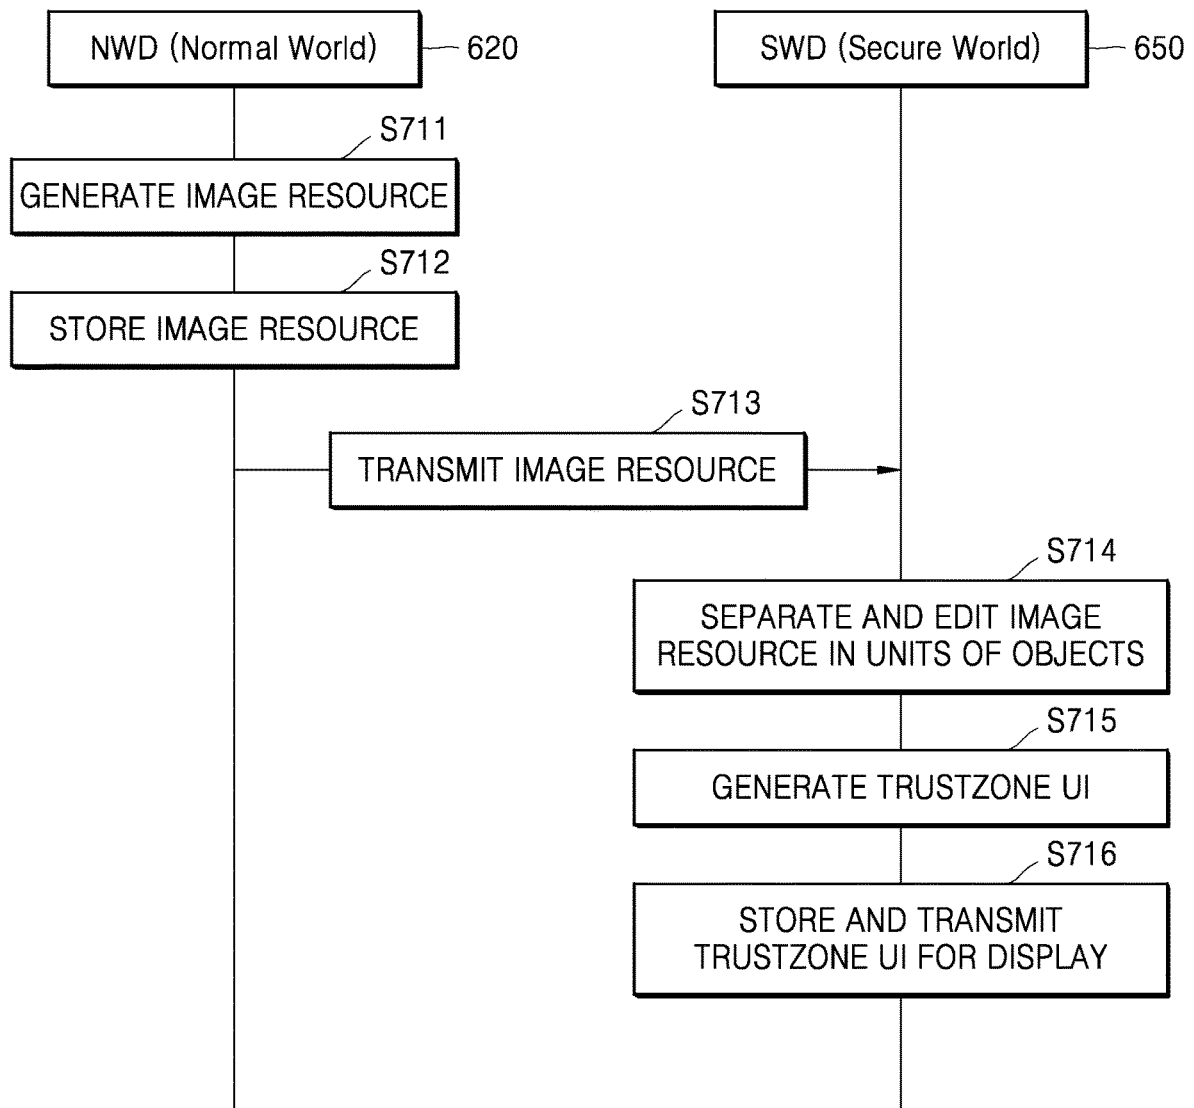 NWD (Normal World)
620
SWD (Secure World)
650
S711
GENERATE IMAGE RESOURCE
S712
STORE IMAGE RESOURCE
S713
TRANSMIT IMAGE RESOURCE
S714
SEPARATE AND EDIT IMAGE
RESOURCE IN UNITS OF OBJECTS
S715
GENERATE TRUSTZONE UI
S716
STORE AND TRANSMIT
TRUSTZONE UI FOR DISPLAY